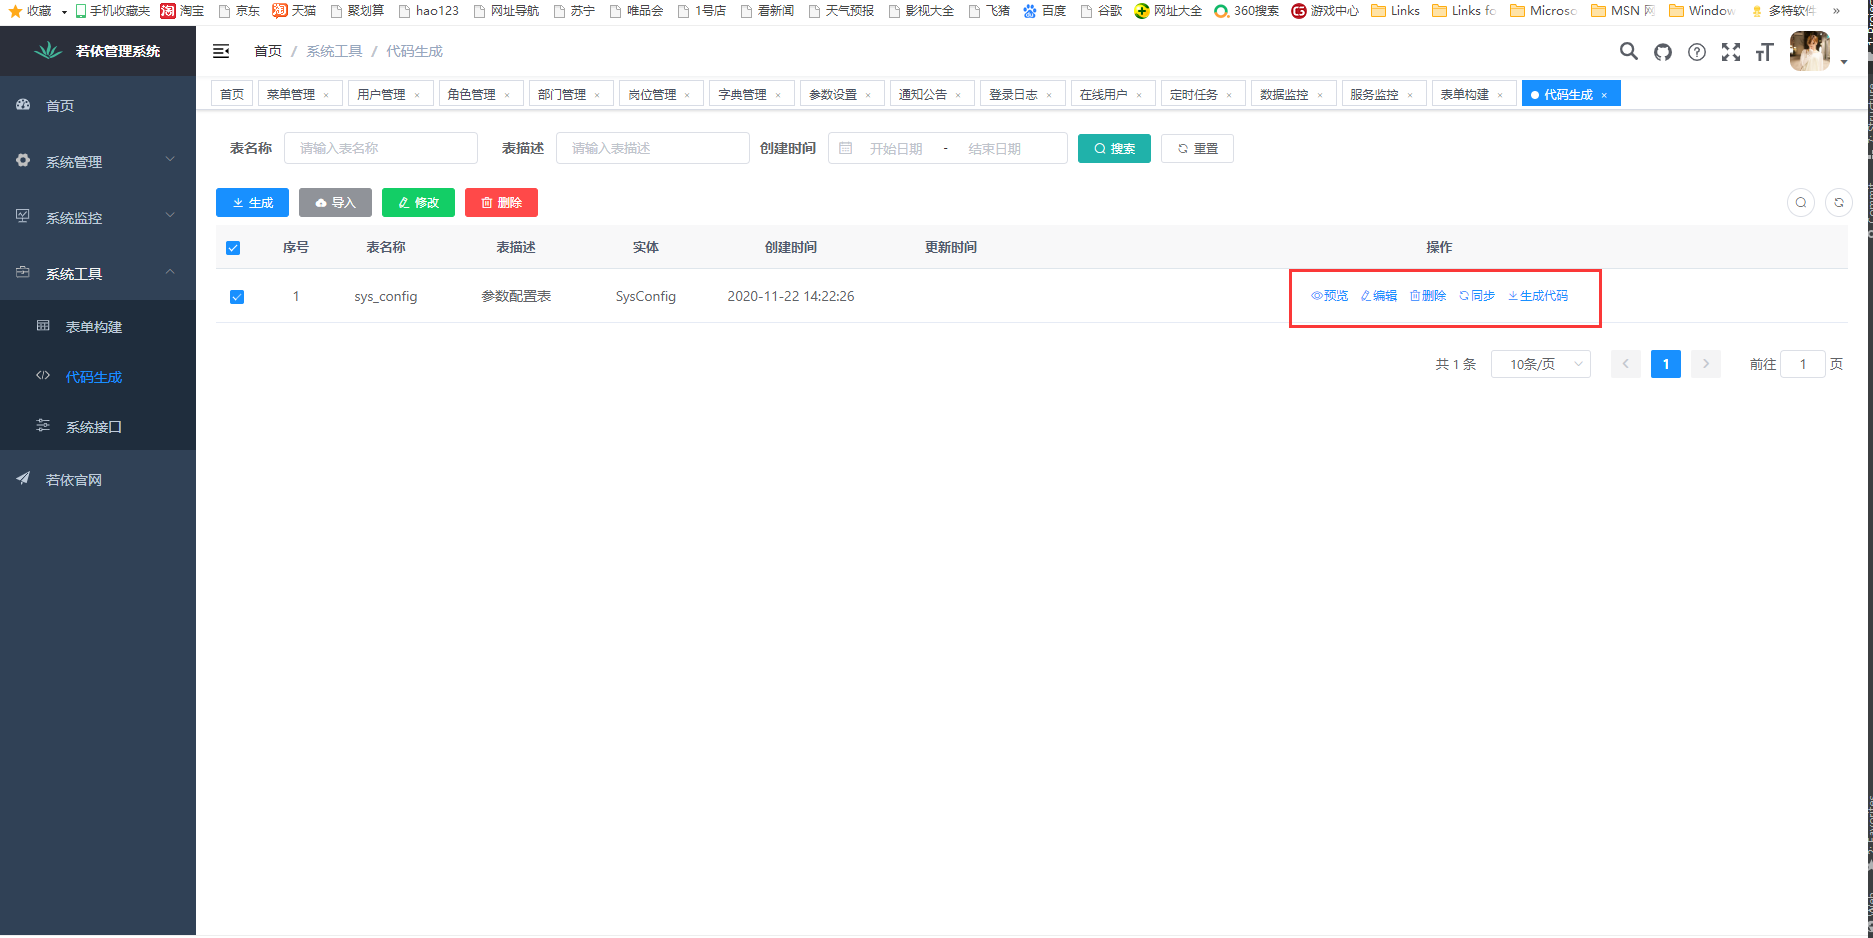 收藏 手机收藏夹 淘宝 京东 天猫 聚划算 hao123 网址导航 苏宁 唯品会 1号店 看新闻 天气预报 影视大全 飞猪 百度 谷歌 网址大全 360搜索 游戏中心 Links Links fo Microso MSN 网 Window 多特软件 »
若依管理系统
首页 / 系统工具 / 代码生成
首页 菜单管理 × 用户管理 × 角色管理 × 部门管理 × 岗位管理 × 字典管理 × 参数设置 × 通知公告 × 登录日志 × 在线用户 × 定时任务 × 数据监控 × 服务监控 × 表单构建 × 代码生成 ×
首页
系统管理
系统监控
系统工具
表单构建
代码生成
系统接口
若依官网
表名称 请输入表名称 表描述 请输入表描述 创建时间 开始日期 - 结束日期 搜索 重置
生成 导入 修改 删除
序号 表名称 表描述 实体 创建时间 更新时间 操作
1 sys_config 参数配置表 SysConfig 2020-11-22 14:22:26 预览 编辑 删除 同步 生成代码
共 1 条 10条/页 1 前往 1 页